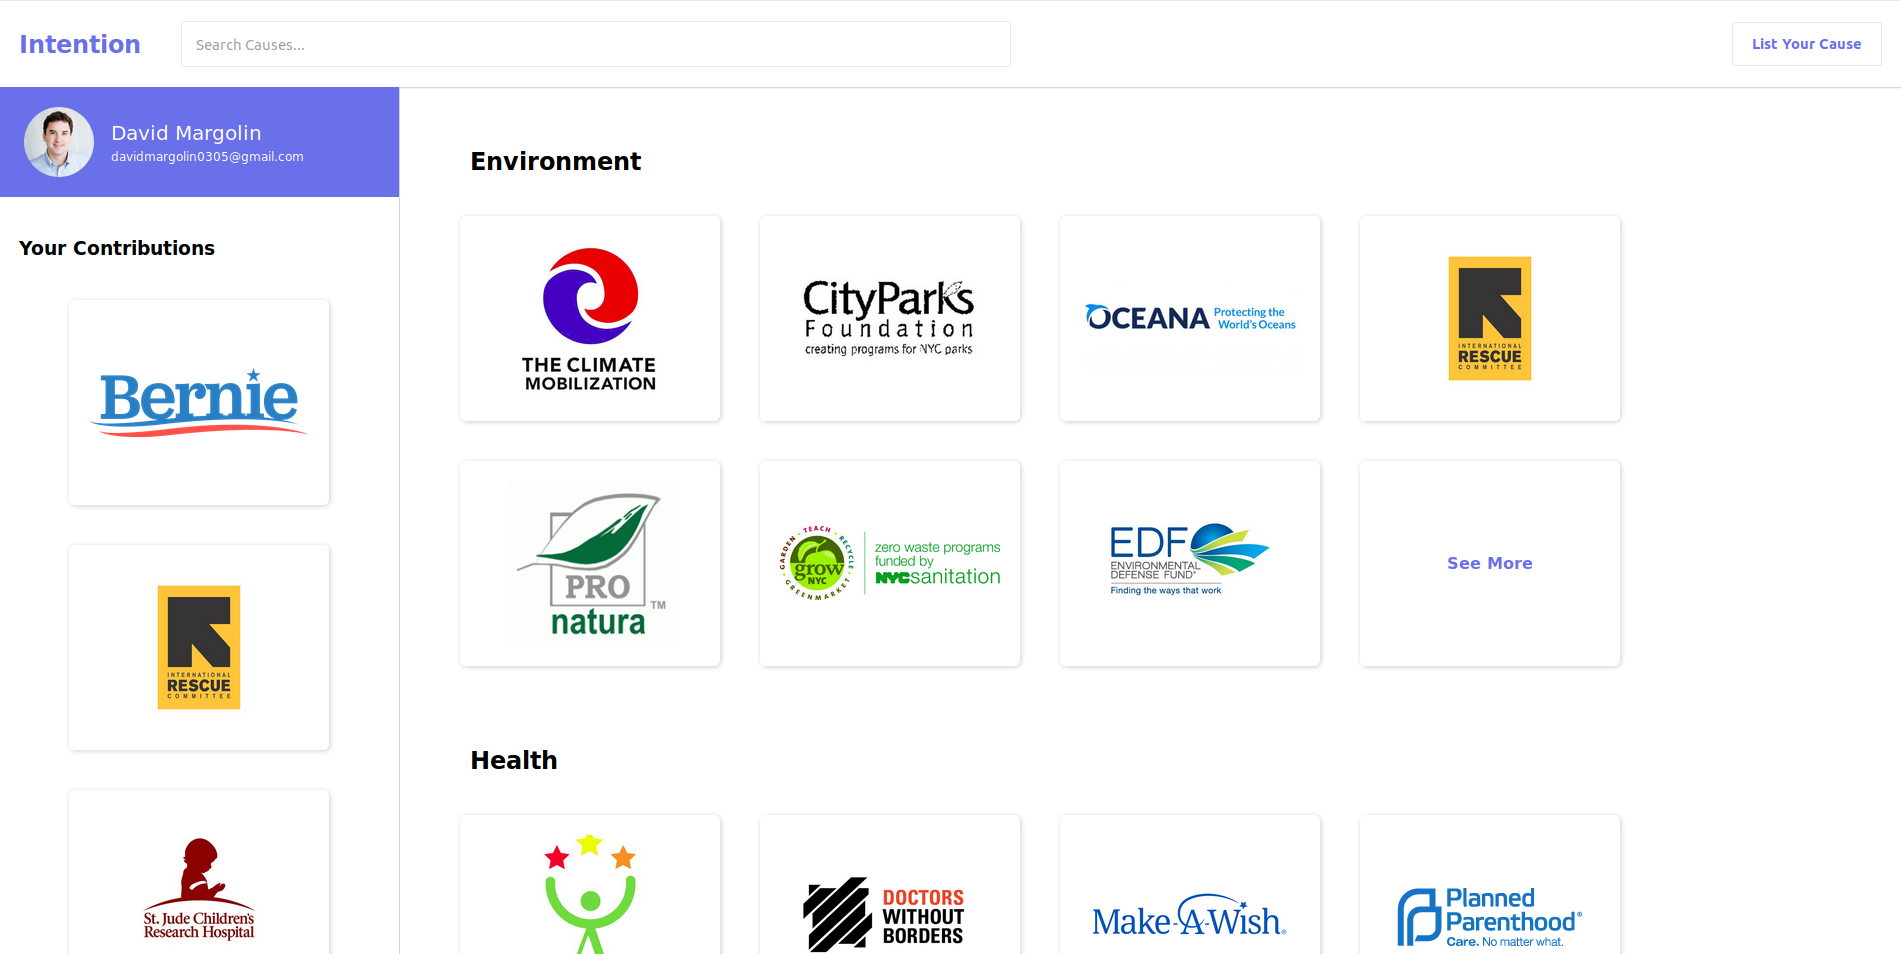 Intention
Search Causes...
List Your Cause
David Margolin
davidmargolin0305@gmail.com
Your Contributions
Bernie
INTERNATIONAL
RESCUE
COMMITTEE
St. Jude Children's
Research Hospital
Environment
THE CLIMATE
MOBILIZATION
CityParks
Foundation
creating programs for NYC parks
OCEANA Protecting the
World's Oceans
INTERNATIONAL
RESCUE
COMMITTEE
PRO
natura
TM
GARDEN · TEACH · RECYCLE · GREENMARKET
grow
NYC
zero waste programs
funded by
NYCsanitation
EDF
ENVIRONMENTAL
DEFENSE FUND®
Finding the ways that work
See More
Health
DOCTORS
WITHOUT
BORDERS
Make-A-Wish®
Planned
Parenthood®
Care. No matter what.